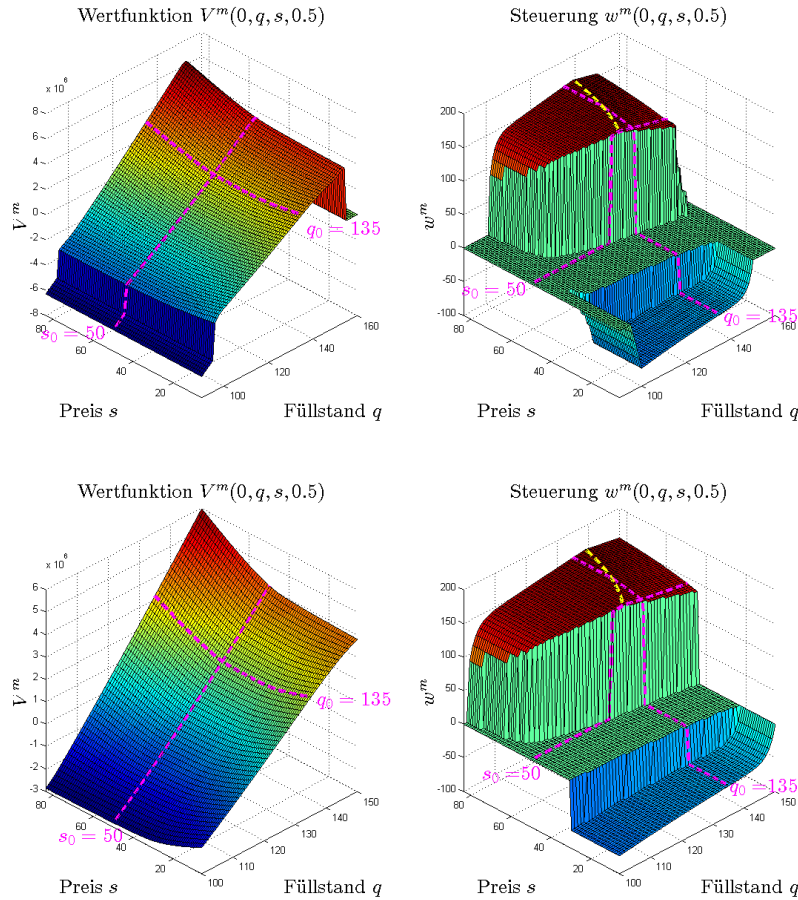 Wertfunktion V^m(0, q, s, 0.5)
x 10^6
8
6
4
2
0
-2
-4
-6
-8
V^m
80
60
40
20
Preis s
100
120
140
160
Füllstand q
s_0 = 50
q_0 = 135
Steuerung w^m(0, q, s, 0.5)
200
150
100
50
0
-50
-100
w^m
80
60
40
20
Preis s
100
120
140
160
Füllstand q
s_0 = 50
q_0 = 135
Wertfunktion V^m(0, q, s, 0.5)
x 10^6
6
5
4
3
2
1
0
-1
-2
-3
V^m
80
60
40
20
Preis s
100
110
120
130
140
150
Füllstand q
s_0 = 50
q_0 = 135
Steuerung w^m(0, q, s, 0.5)
200
150
100
50
0
-50
-100
w^m
80
60
40
20
Preis s
100
110
120
130
140
150
Füllstand q
s_0 = 50
q_0 = 135